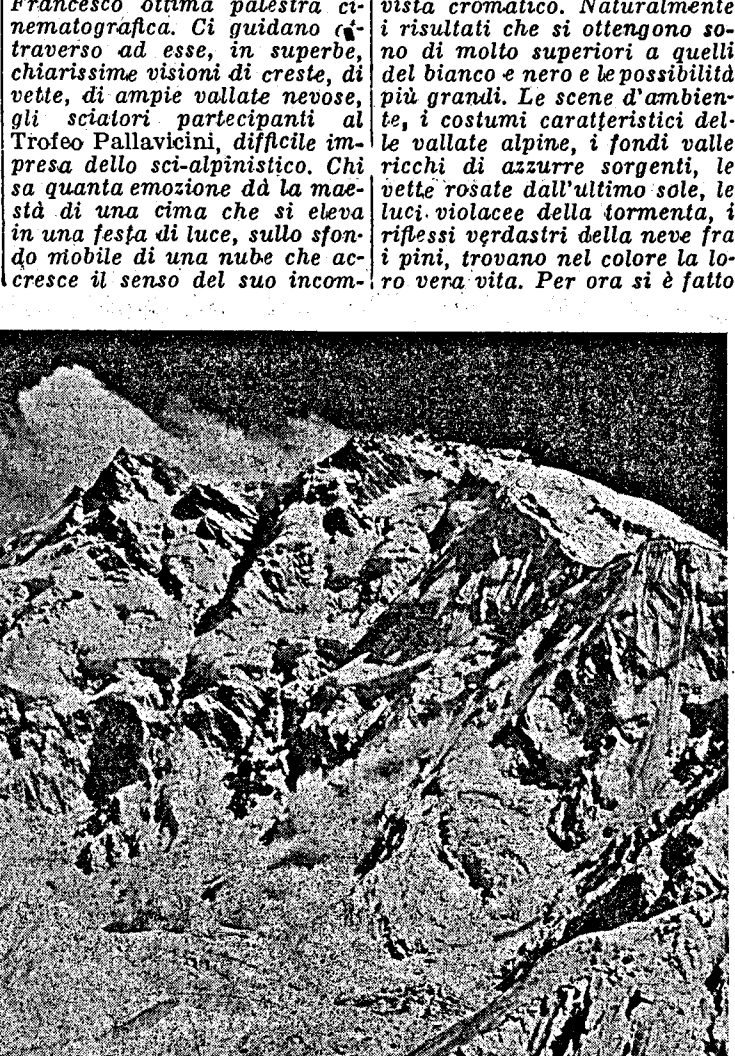 Francesco ottima palestra ci-
nematografica. Ci guidano at-
traverso ad esse, in superbe,
chiarissime visioni di creste, di
vette, di ampie vallate nevose,
gli sciatori partecipanti al
Trofeo Pallavicini, difficile im-
presa dello sci-alpinistico. Chi
sa quanta emozione dà la mae-
stà di una cima che si eleva
in una festa di luce, sullo sfon-
do mobile di una nube che ac-
cresce il senso del suo incom-
vista cromatico. Naturalmente
i risultati che si ottengono so-
no di molto superiori a quelli
del bianco e nero e le possibilità
più grandi. Le scene d'ambien-
te, i costumi caratteristici del-
le vallate alpine, i fondi valle
ricchi di azzurre sorgenti, le
vette rosate dall'ultimo sole, le
luci violacee della tormenta, i
riflessi verdastri della neve fra
i pini, trovano nel colore la lo-
ro vera vita. Per ora si è fatto